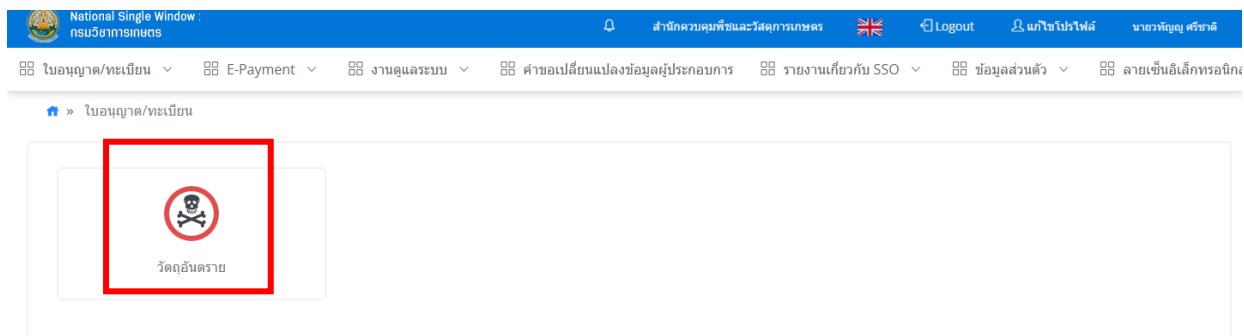 National Single Window :
กรมวิชาการเกษตร
สำนักควบคุมพืชและวัสดุการเกษตร Logout แก้ไขโปรไฟล์ นายวทัญญ ศรีชาติ
ใบอนุญาต/ทะเบียน E-Payment งานดูแลระบบ คำขอเปลี่ยนแปลงข้อมูลผู้ประกอบการ รายงานเกี่ยวกับ SSO ข้อมูลส่วนตัว ลายเซ็นอิเล็กทรอนิกส
» ใบอนุญาต/ทะเบียน
วัตถุอันตราย